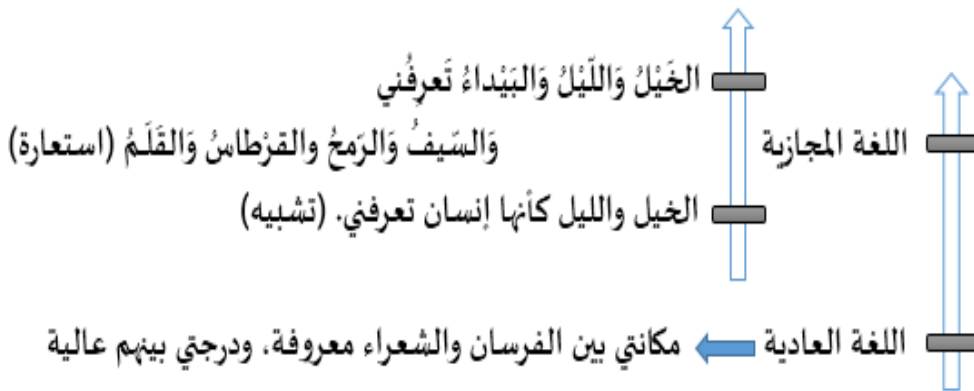 الخَيْلُ وَاللّيْلُ وَالبَيْداءُ تَعرِفُني
اللغة المجازية
وَالسّيفُ وَالرّمحُ والقرْطاسُ وَالقَلَمُ (استعارة)
الخيل والليل كأنها إنسان تعرفني. (تشبيه)
اللغة العادية
مكانتي بين الفرسان والشعراء معروفة، ودرجتي بينهم عالية